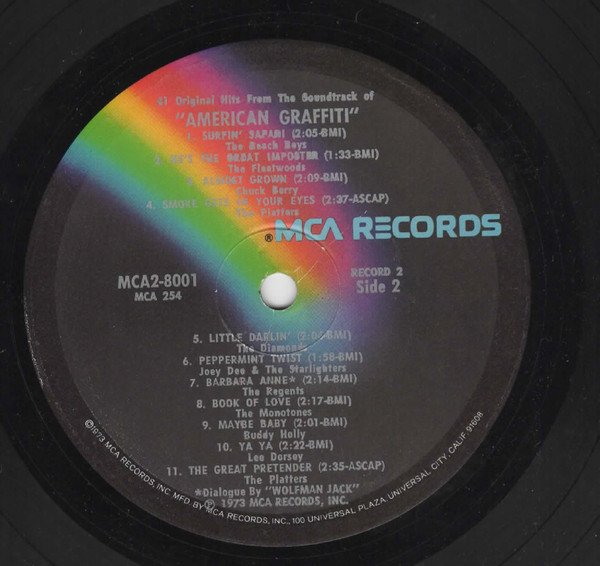 41 Original Hits From The Soundtrack of
"AMERICAN GRAFFITI"
1. SURFIN' SAFARI (2:05-BMI)
The Beach Boys
2. HE'S THE GREAT IMPOSTER (1:33-BMI)
The Fleetwoods
3. ALMOST GROWN (2:09-BMI)
Chuck Berry
4. SMOKE GETS IN YOUR EYES (2:37-ASCAP)
The Platters
®MCA RECORDS
MCA2-8001
MCA 254
RECORD 2
Side 2
5. LITTLE DARLIN' (2:04-BMI)
The Diamonds
6. PEPPERMINT TWIST (1:58-BMI)
Joey Dee & The Starlighters
7. BARBARA ANNE* (2:14-BMI)
The Regents
8. BOOK OF LOVE (2:17-BMI)
The Monotones
9. MAYBE BABY (2:01-BMI)
Buddy Holly
10. YA YA (2:22-BMI)
Lee Dorsey
11. THE GREAT PRETENDER (2:35-ASCAP)
The Platters
*Dialogue By "WOLFMAN JACK"
© 1973 MCA RECORDS, INC.
©1973 MCA RECORDS, INC. MFD. BY MCA RECORDS, INC., 100 UNIVERSAL PLAZA, UNIVERSAL CITY, CALIF. 91608